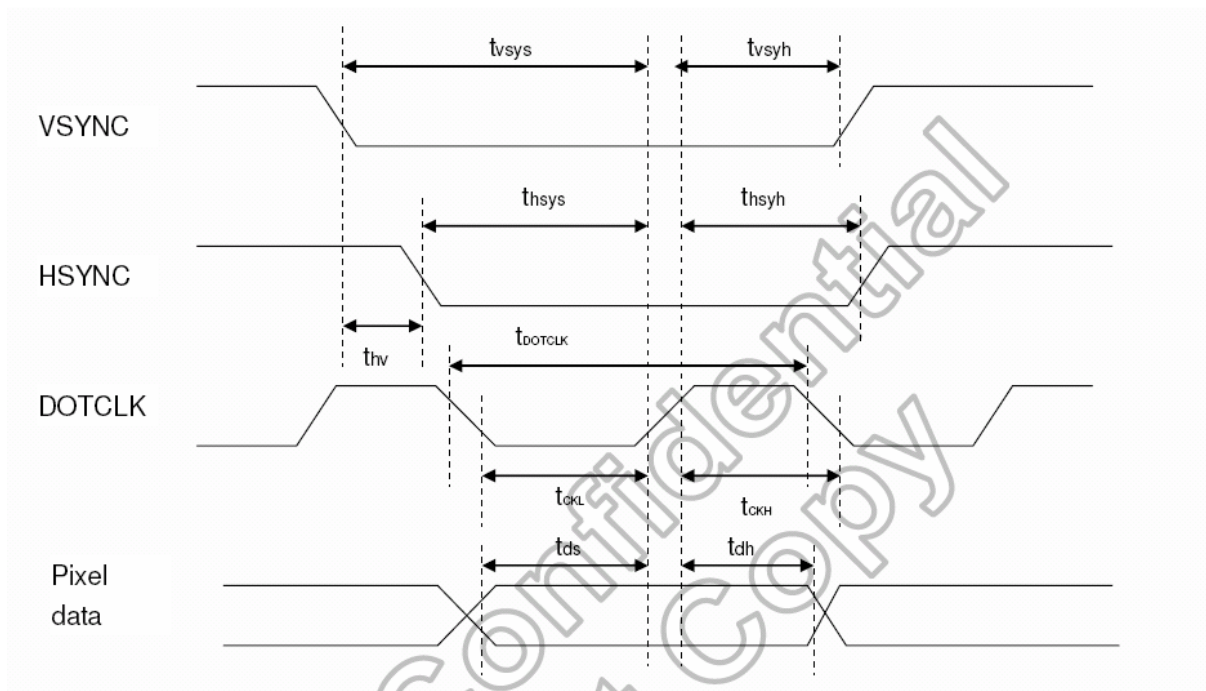 tvsys tvsyh
VSYNC
thsys thsyh
HSYNC
thv tDOTCLK
DOTCLK
tCKL tCKH
tds tdh
Pixel
data
Confidential
Copy